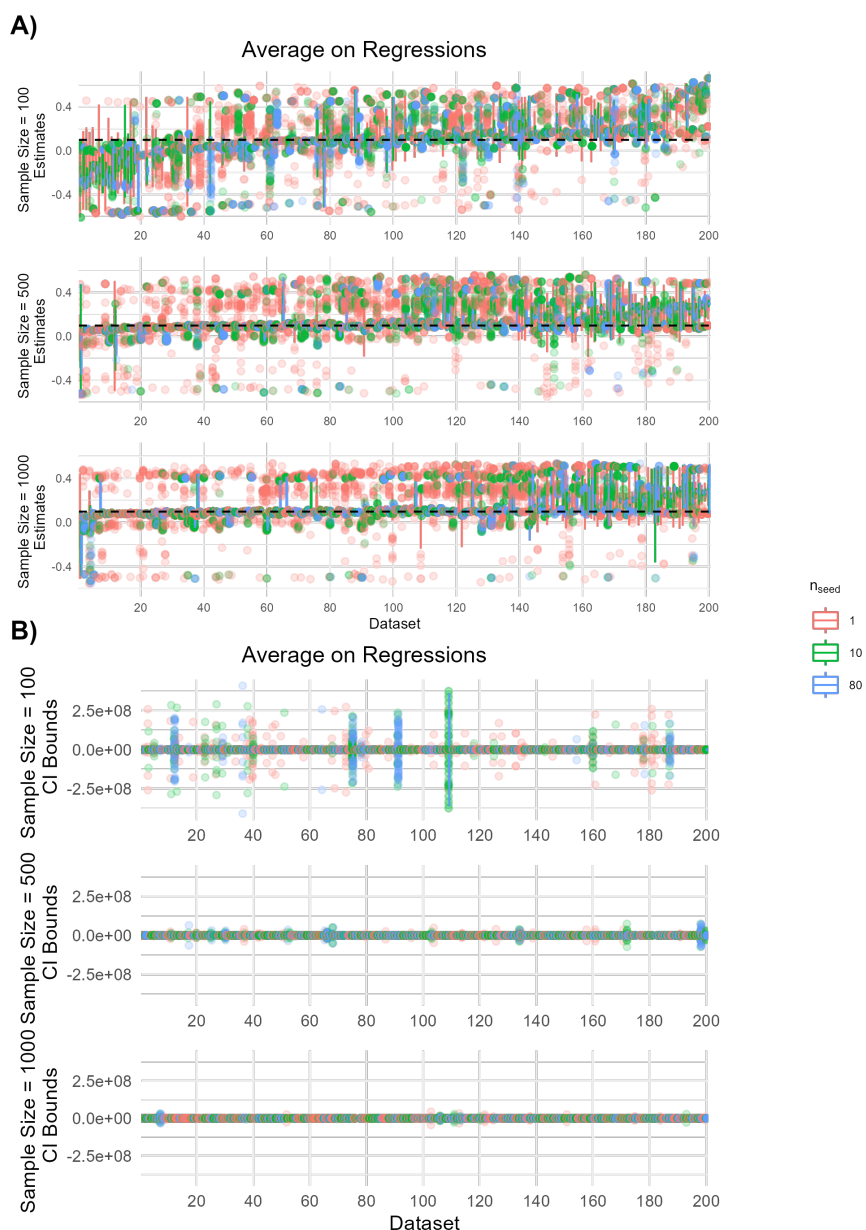 A)
Average on Regressions
Sample Size = 100
Estimates
0.4
0.0
-0.4
20 40 60 80 100 120 140 160 180 200
Sample Size = 500
Estimates
0.4
0.0
-0.4
20 40 60 80 100 120 140 160 180 200
Sample Size = 1000
Estimates
0.4
0.0
-0.4
20 40 60 80 100 120 140 160 180 200
Dataset
n_seed
1
10
80
B)
Average on Regressions
Sample Size = 100
CI Bounds
2.5e+08
0.0e+00
-2.5e+08
20 40 60 80 100 120 140 160 180 200
Sample Size = 500
CI Bounds
2.5e+08
0.0e+00
-2.5e+08
20 40 60 80 100 120 140 160 180 200
Sample Size = 1000
CI Bounds
2.5e+08
0.0e+00
-2.5e+08
20 40 60 80 100 120 140 160 180 200
Dataset